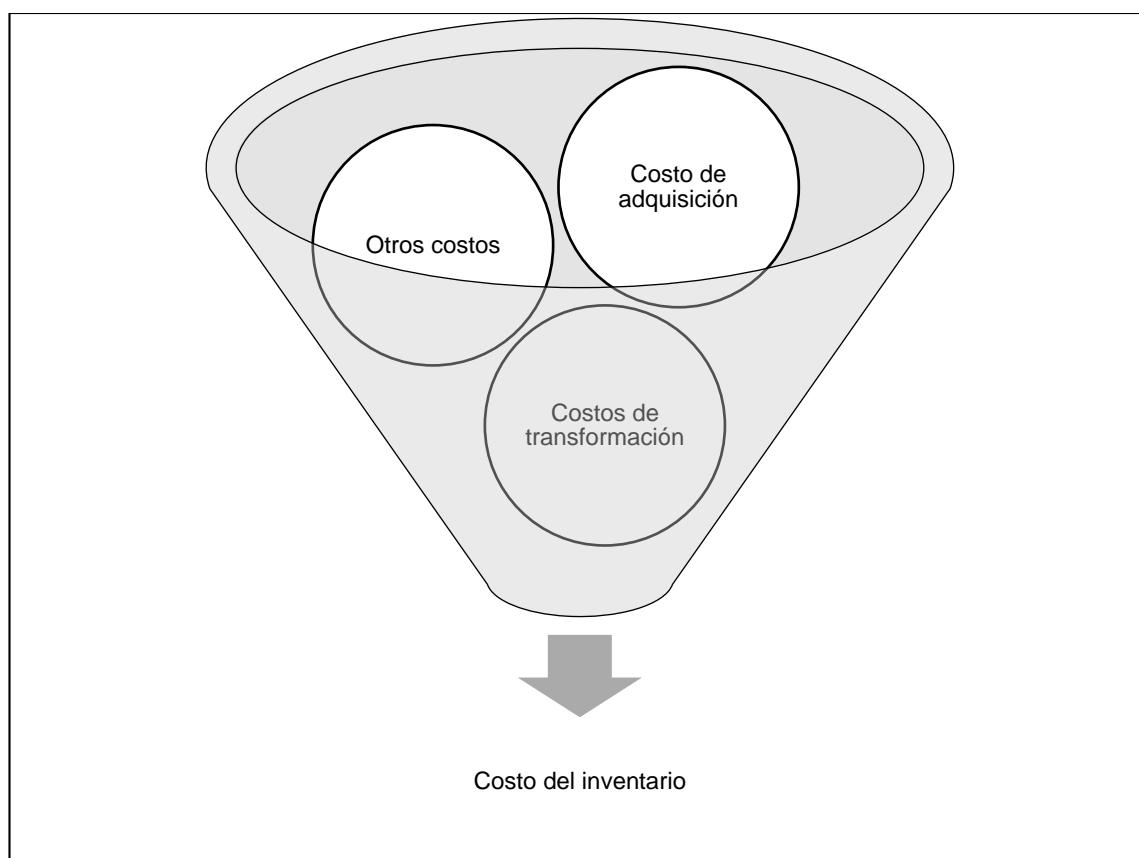 Costo de
adquisición
Otros costos
Costos de
transformación
Costo del inventario